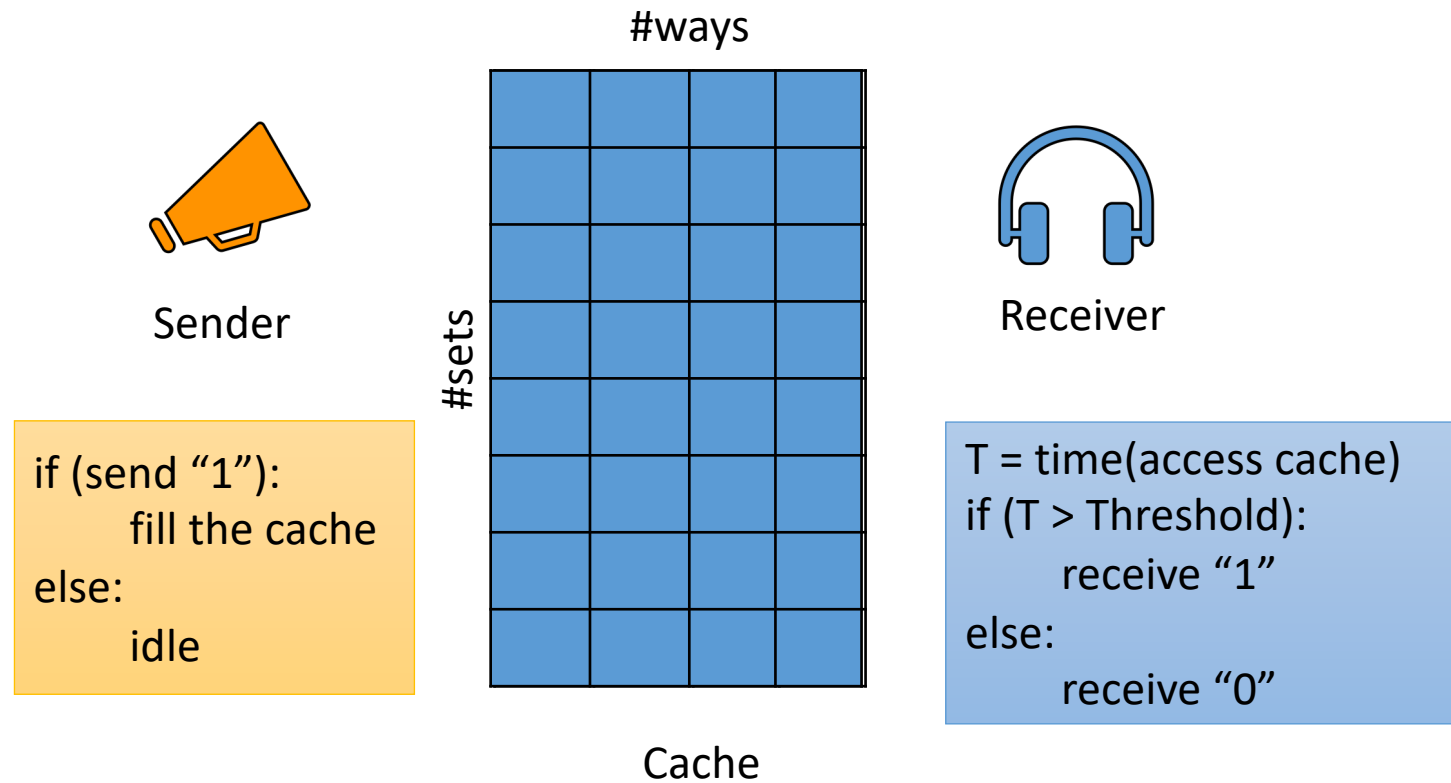 #ways
Sender
#sets
Receiver
if (send “1”):
fill the cache
else:
idle
T = time(access cache)
if (T > Threshold):
receive “1”
else:
receive “0”
Cache